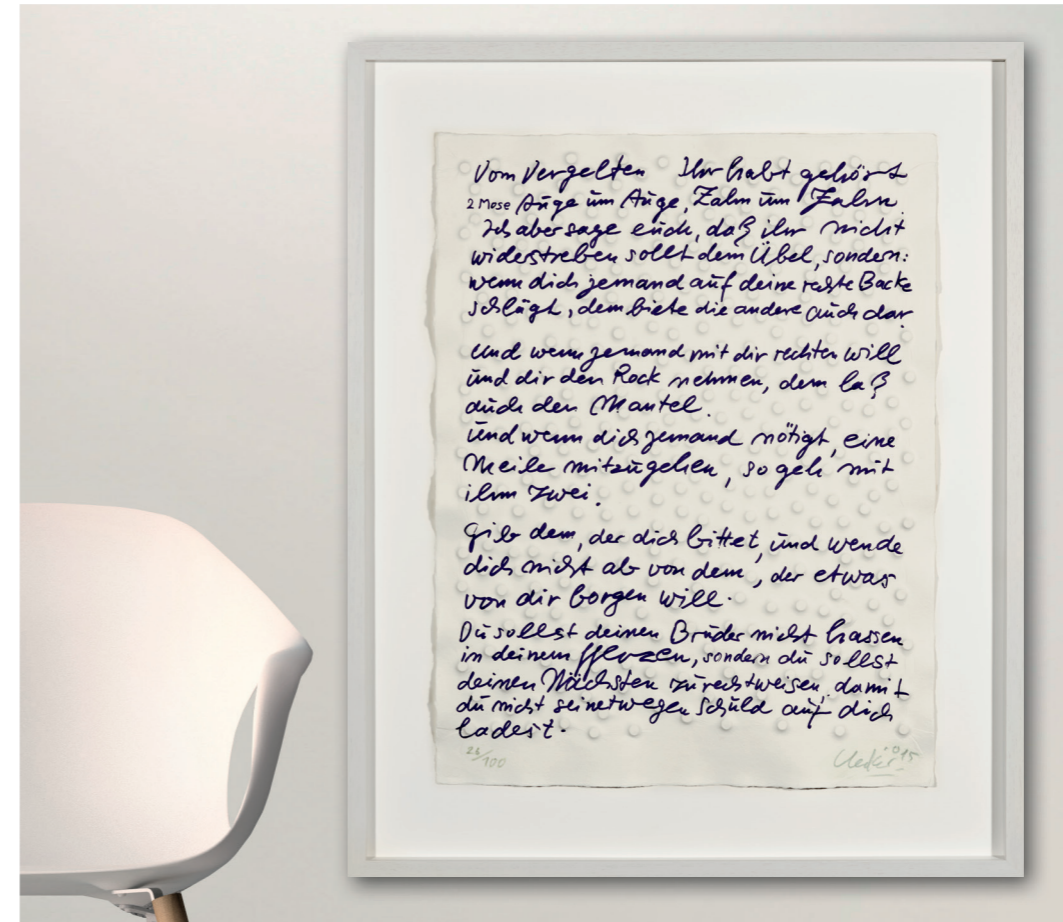 Vom Vergelten Ihr habt gehört
2 Mose Auge um Auge, Zahn um Zahn
Ich aber sage euch, daß ihr nicht
widerstreben sollt dem Übel, sondern:
wenn dich jemand auf deine rechte Backe
schlägt, dem biete die andere auch dar
Und wenn jemand mit dir rechten will
und dir den Rock nehmen, dem laß
auch den Mantel.
Und wenn dich jemand nötigt, eine
Meile mitzugehen, so geh mit
ihm zwei.
Gib dem, der dich bittet, und wende
dich nicht ab von dem, der etwas
von dir borgen will.
Du sollst deinen Bruder nicht hassen
in deinem Herzen, sondern du sollst
deinen Nächsten zurechtweisen, damit
du nicht seinetwegen Schuld auf dich
ladest.
26/100 Uecker '015